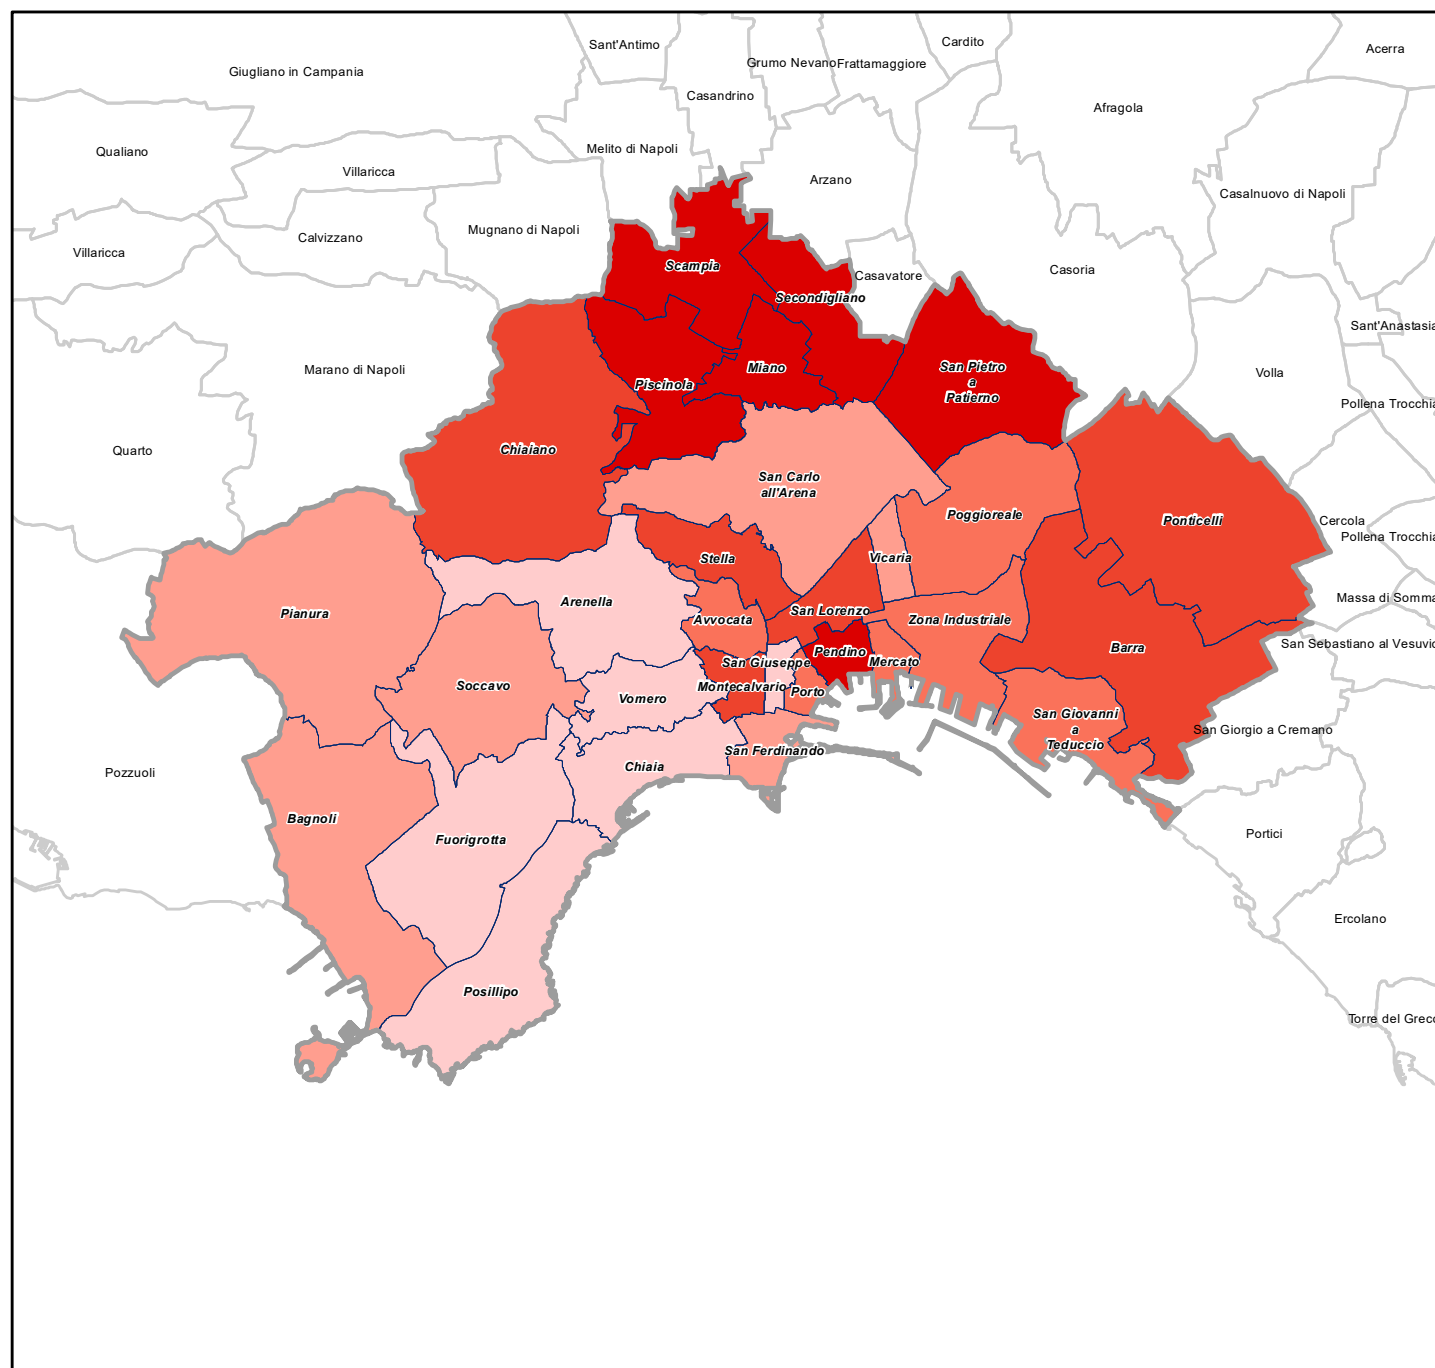 Cardito
Sant'Antimo
Acerra
Grumo Nevano
Frattamaggiore
Giugliano in Campania
Casandrino
Afragola
Melito di Napoli
Qualiano
Villaricca
Arzano
Casalnuovo di Napoli
Mugnano di Napoli
Calvizzano
Villaricca
Scampia
Casoria
Casavatore
Secondigliano
Sant'Anastasia
San Pietro
a
Patierno
Miano
Marano di Napoli
Volla
Piscinola
Pollena Trocchia
Chiaiano
Quarto
San Carlo
all'Arena
Poggioreale
Ponticelli
Cercola
Pollena Trocchia
Stella
Vicaria
Massa di Somma
Arenella
Pianura
San Lorenzo
Avvocata
Zona Industriale
San Sebastiano al Vesuvio
Barra
Pendino
San Giuseppe
Mercato
Soccavo
Montecalvario
Porto
Vomero
San Giovanni
a
Teduccio
San Giorgio a Cremano
San Ferdinando
Chiaia
Pozzuoli
Bagnoli
Fuorigrotta
Portici
Ercolano
Posillipo
Torre del Greco